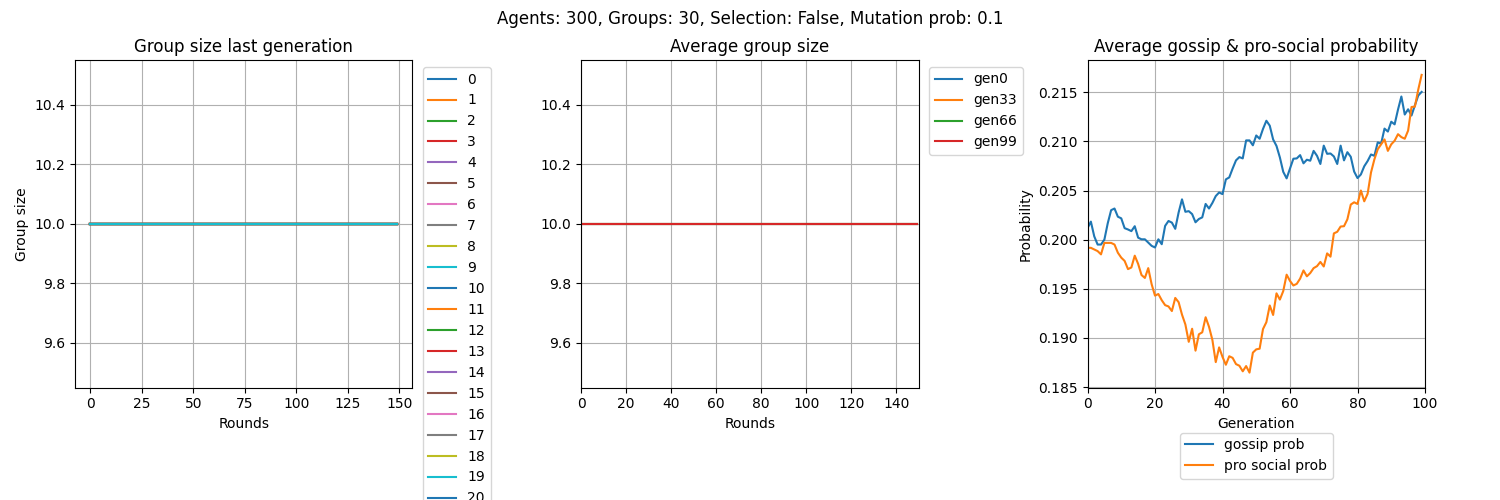 Agents: 300, Groups: 30, Selection: False, Mutation prob: 0.1
Group size last generation
Group size
10.4
10.2
10.0
9.8
9.6
0 25 50 75 100 125 150
Rounds
0
1
2
3
4
5
6
7
8
9
10
11
12
13
14
15
16
17
18
19
20
Average group size
10.4
10.2
10.0
9.8
9.6
0 20 40 60 80 100 120 140
Rounds
gen0
gen33
gen66
gen99
Average gossip & pro-social probability
Probability
0.215
0.210
0.205
0.200
0.195
0.190
0.185
0 20 40 60 80 100
Generation
gossip prob
pro social prob